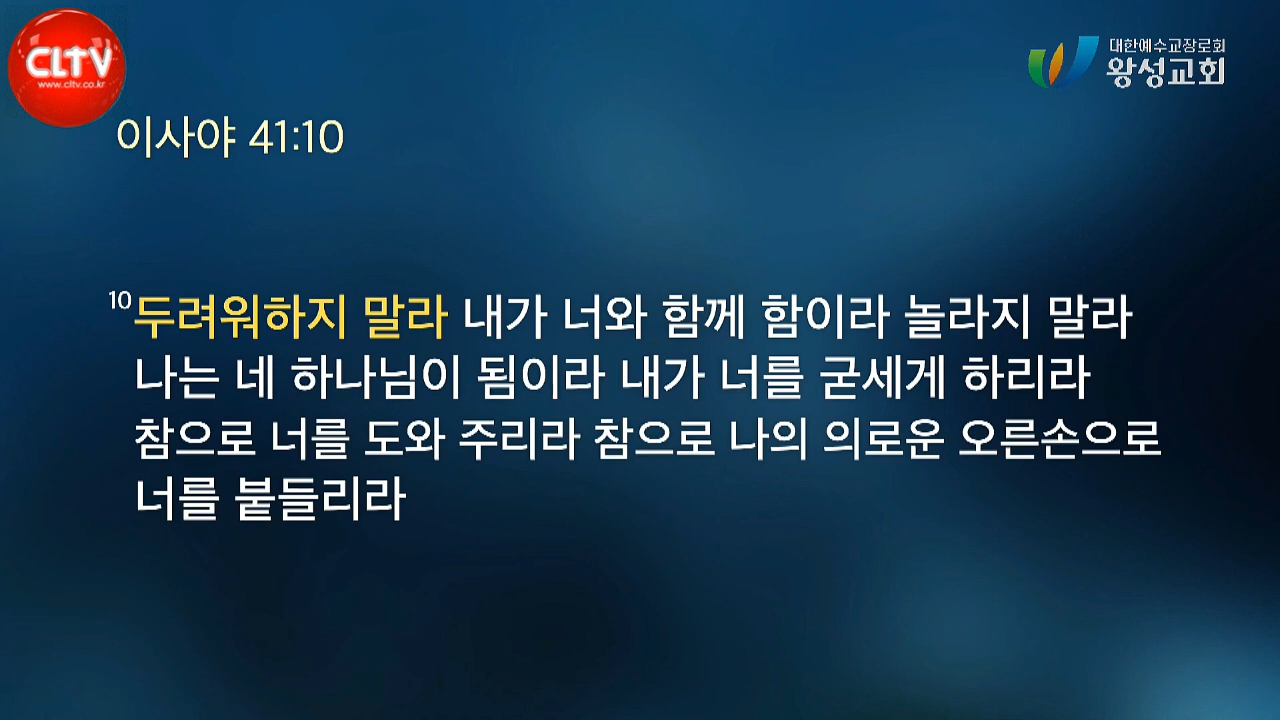 CLTV
www.cltv.co.kr
대한예수교장로회
왕성교회
이사야 41:10
10 두려워하지 말라 내가 너와 함께 함이라 놀라지 말라
나는 네 하나님이 됨이라 내가 너를 굳세게 하리라
참으로 너를 도와 주리라 참으로 나의 의로운 오른손으로
너를 붙들리라